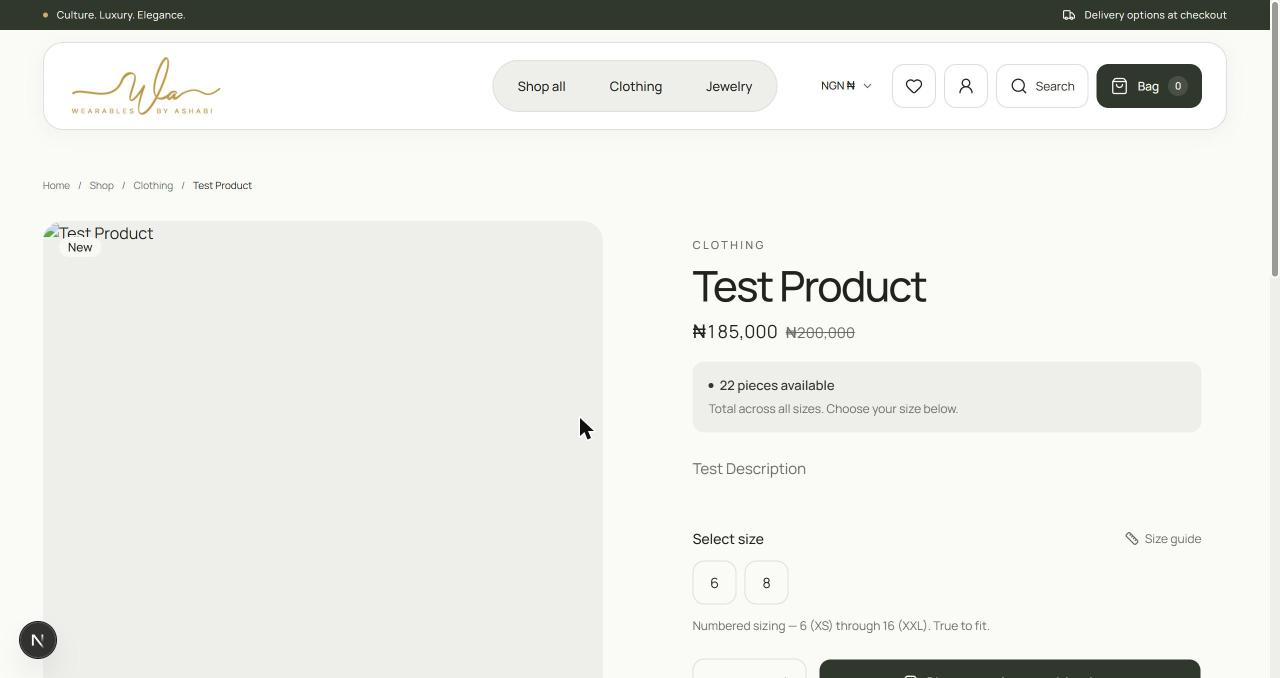 Culture. Luxury. Elegance.
Delivery options at checkout
Wa
WEARABLES BY ASHABI
Shop all
Clothing
Jewelry
NGN ₦
Search
Bag
0
Home / Shop / Clothing / Test Product
Test Product
New
CLOTHING
Test Product
₦185,000 ₦200,000
22 pieces available
Total across all sizes. Choose your size below.
Test Description
Select size
Size guide
6
8
Numbered sizing — 6 (XS) through 16 (XXL). True to fit.
N